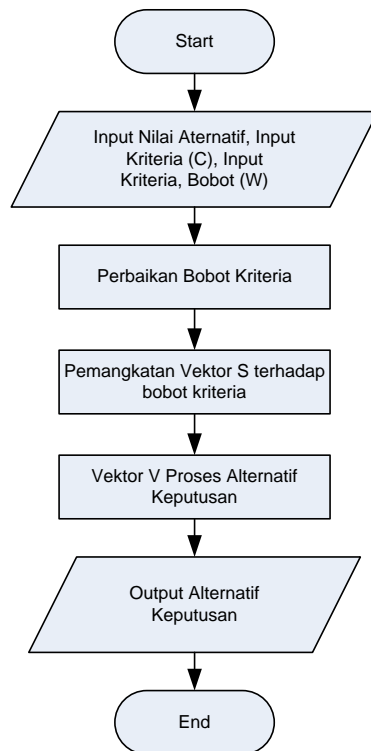 Start
Input Nilai Aternatif, Input
Kriteria (C), Input
Kriteria, Bobot (W)
Perbaikan Bobot Kriteria
Pemangkatan Vektor S terhadap
bobot kriteria
Vektor V Proses Alternatif
Keputusan
Output Alternatif
Keputusan
End